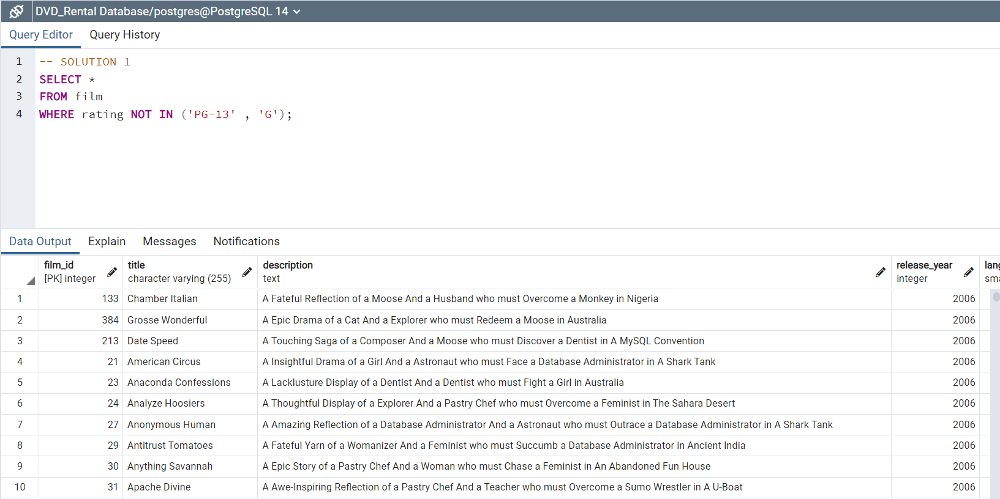 DVD_Rental Database/postgres@PostgreSQL 14
Query Editor Query History
1 -- SOLUTION 1
2 SELECT *
3 FROM film
4 WHERE rating NOT IN ('PG-13' , 'G');
Data Output Explain Messages Notifications
film_id title description release_year lang
[PK] integer character varying (255) text integer sma
1 133 Chamber Italian A Fateful Reflection of a Moose And a Husband who must Overcome a Monkey in Nigeria 2006
2 384 Grosse Wonderful A Epic Drama of a Cat And a Explorer who must Redeem a Moose in Australia 2006
3 213 Date Speed A Touching Saga of a Composer And a Moose who must Discover a Dentist in A MySQL Convention 2006
4 21 American Circus A Insightful Drama of a Girl And a Astronaut who must Face a Database Administrator in A Shark Tank 2006
5 23 Anaconda Confessions A Lacklusture Display of a Dentist And a Dentist who must Fight a Girl in Australia 2006
6 24 Analyze Hoosiers A Thoughtful Display of a Explorer And a Pastry Chef who must Overcome a Feminist in The Sahara Desert 2006
7 27 Anonymous Human A Amazing Reflection of a Database Administrator And a Astronaut who must Outrace a Database Administrator in A Shark Tank 2006
8 29 Antitrust Tomatoes A Fateful Yarn of a Womanizer And a Feminist who must Succumb a Database Administrator in Ancient India 2006
9 30 Anything Savannah A Epic Story of a Pastry Chef And a Woman who must Chase a Feminist in An Abandoned Fun House 2006
10 31 Apache Divine A Awe-Inspiring Reflection of a Pastry Chef And a Teacher who must Overcome a Sumo Wrestler in A U-Boat 2006